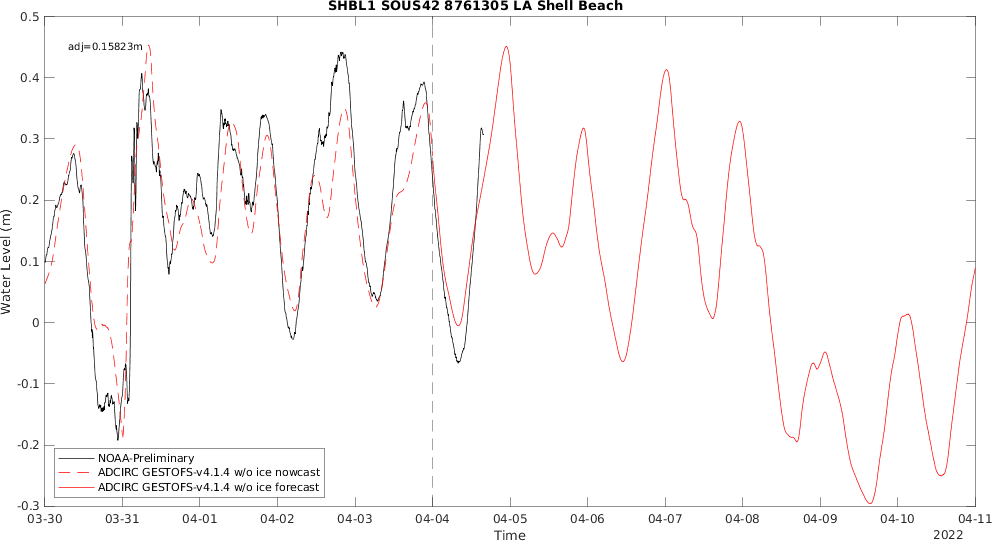 SHBL1 SOUS42 8761305 LA Shell Beach
adj=0.15823m
0.5
0.4
0.3
0.2
0.1
0
-0.1
-0.2
-0.3
Water Level (m)
NOAA-Preliminary
ADCIRC GESTOFS-v4.1.4 w/o ice nowcast
ADCIRC GESTOFS-v4.1.4 w/o ice forecast
03-30 03-31 04-01 04-02 04-03 04-04 04-05 04-06 04-07 04-08 04-09 04-10 04-11
Time
2022